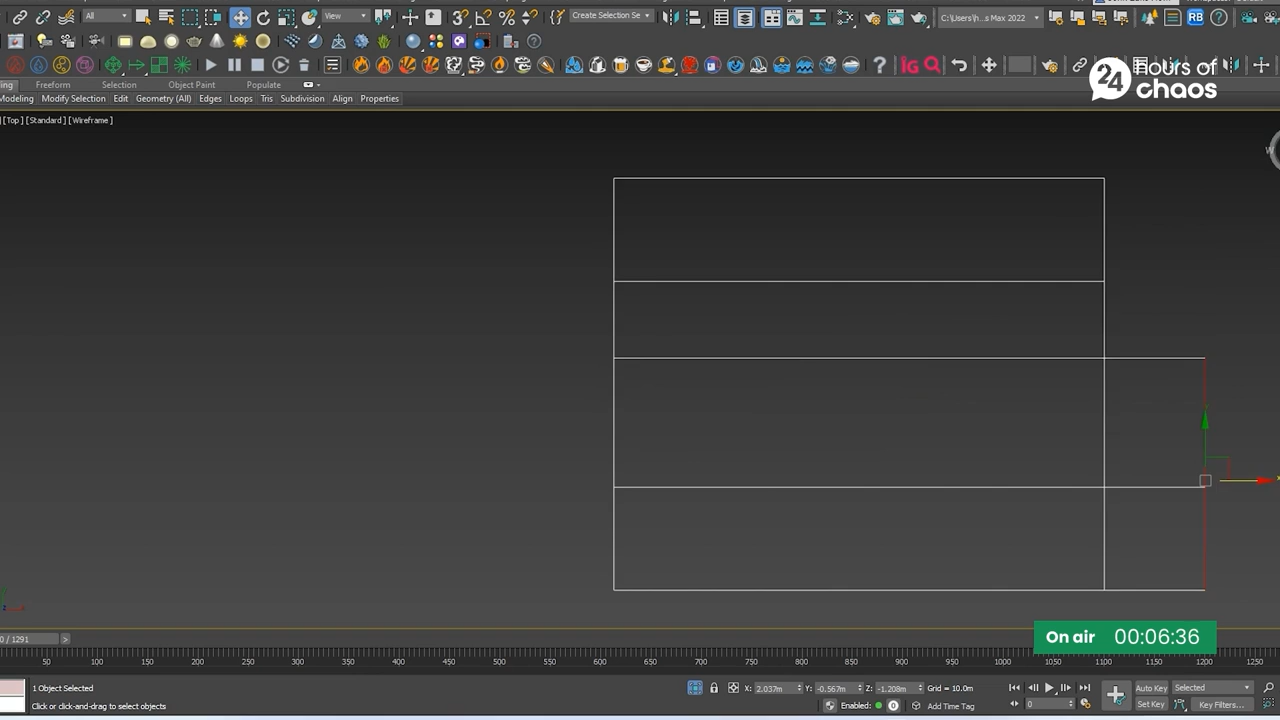 All
View
Create Selection Se
C:\Users\h...s Max 2022
RB
ig
24 HOURS OF chaos
Freeform
Selection
Object Paint
Populate
Modeling
Modify Selection
Edit
Geometry (All)
Edges
Loops
Tris
Subdivision
Align
Properties
[Top ] [Standard ] [Wireframe ]
On air 00:06:36
0 / 1291 >
50 100 150 200 250 300 350 400 450 500 550 600 650 700 750 800 850 900 950 1000 1050 1100 1150 1200 1250
1 Object Selected
X: 2.037m Y: -0.567m Z: -1.208m Grid = 10.0m
Auto Key Selected
Click or click-and-drag to select objects
Enabled:
Add Time Tag
0
Set Key Key Filters...